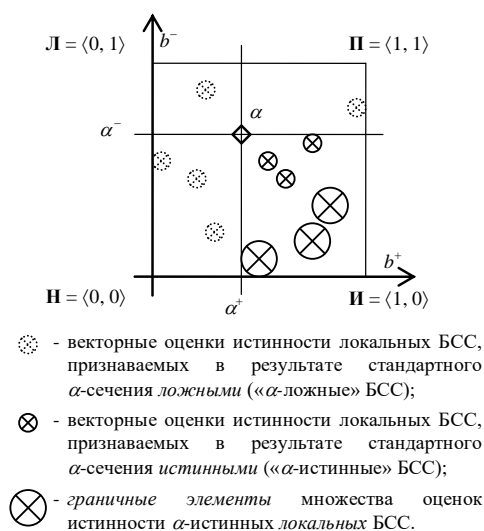 Л = ⟨0, 1⟩ b⁻ П = ⟨1, 1⟩
α
α⁻
b⁺
Н = ⟨0, 0⟩ α⁺ И = ⟨1, 0⟩
- векторные оценки истинности локальных БСС,
признаваемых в результате стандартного
α-сечения ложными («α-ложные» БСС);
- векторные оценки истинности локальных БСС,
признаваемых в результате стандартного
α-сечения истинными («α-истинные» БСС);
- граничные элементы множества оценок
истинности α-истинных локальных БСС.